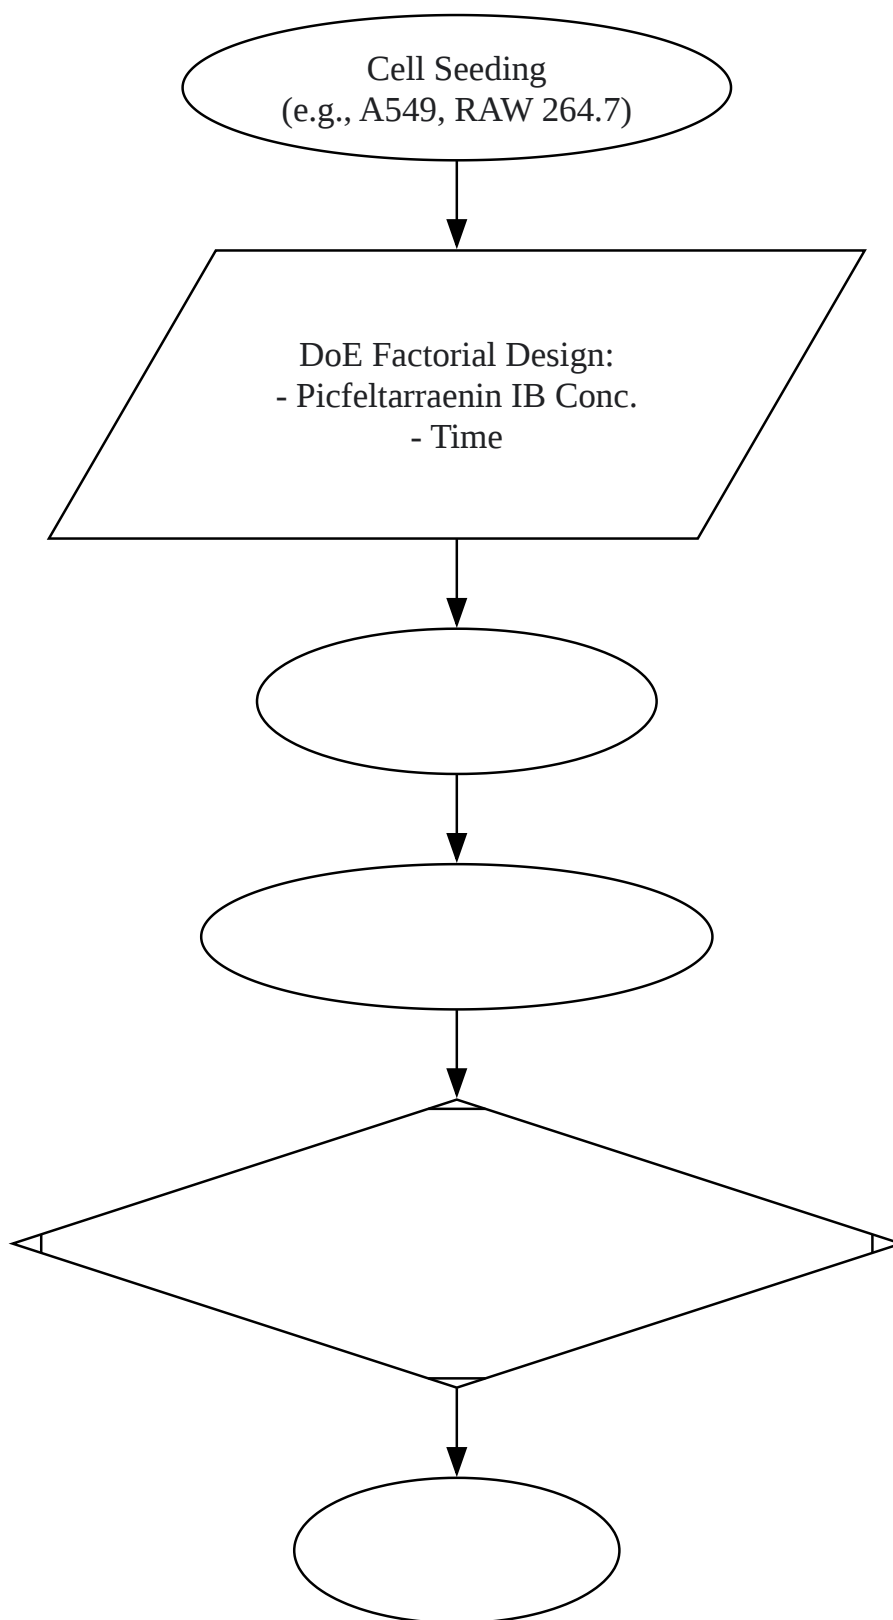 Cell Seeding
(e.g., A549, RAW 264.7)
DoE Factorial Design:
- Picfeltarraenin IB Conc.
- Time